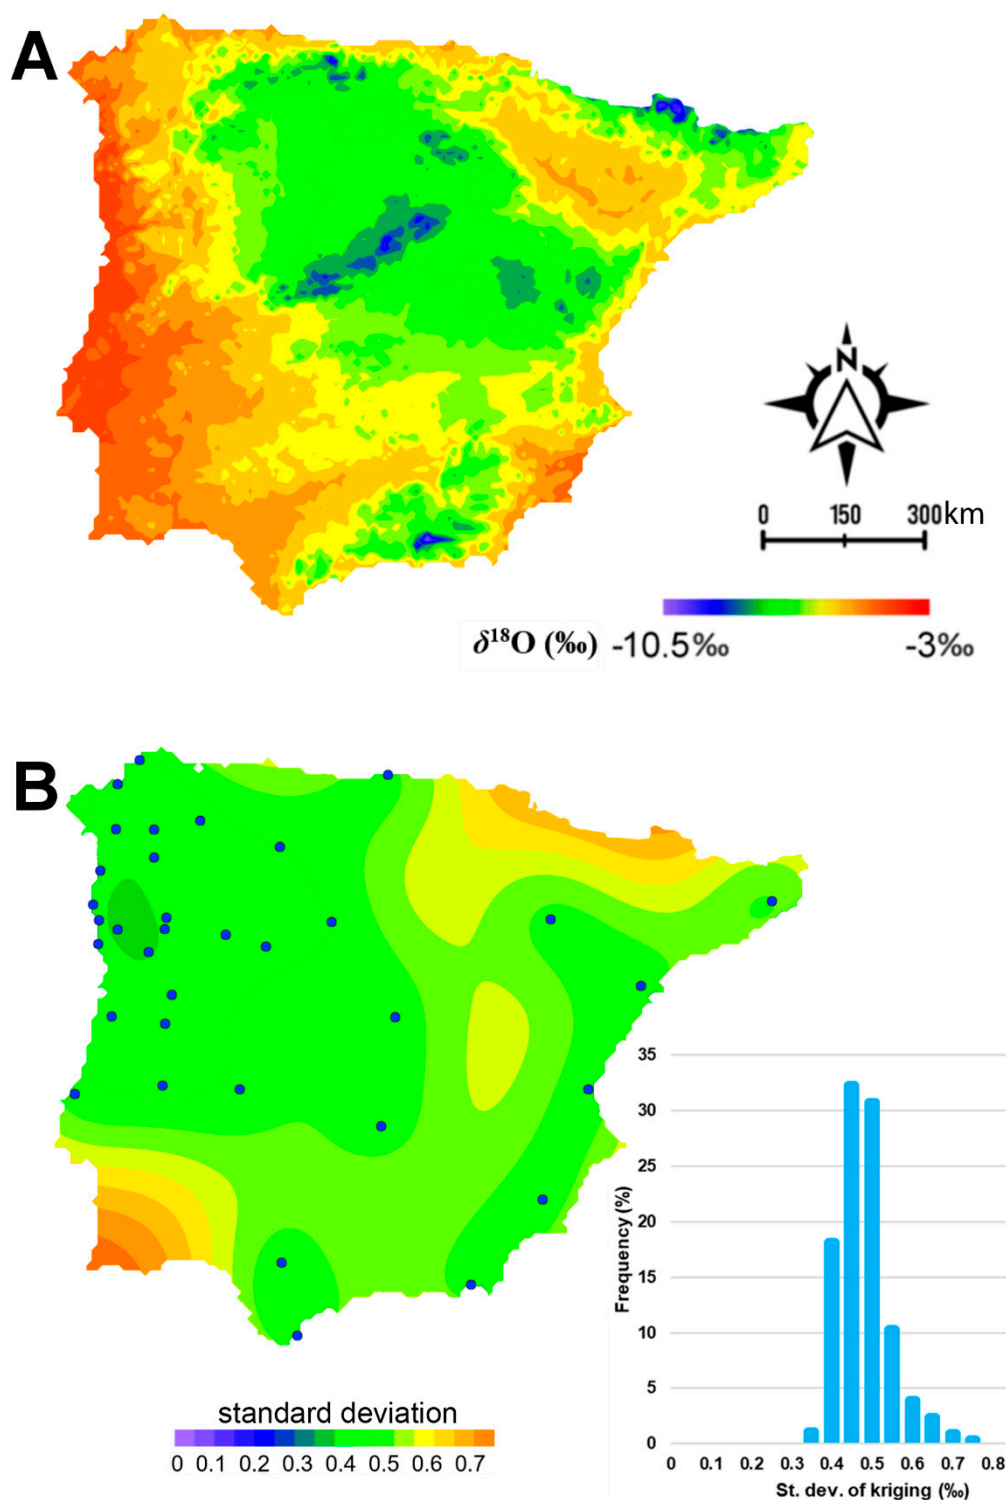 A
N
0 150 300km
δ¹⁸O (‰) -10.5‰ -3‰
B
standard deviation
0 0.1 0.2 0.3 0.4 0.5 0.6 0.7
35
30
25
20
15
10
5
0
Frequency (%)
0 0.1 0.2 0.3 0.4 0.5 0.6 0.7 0.8
St. dev. of kriging (‰)